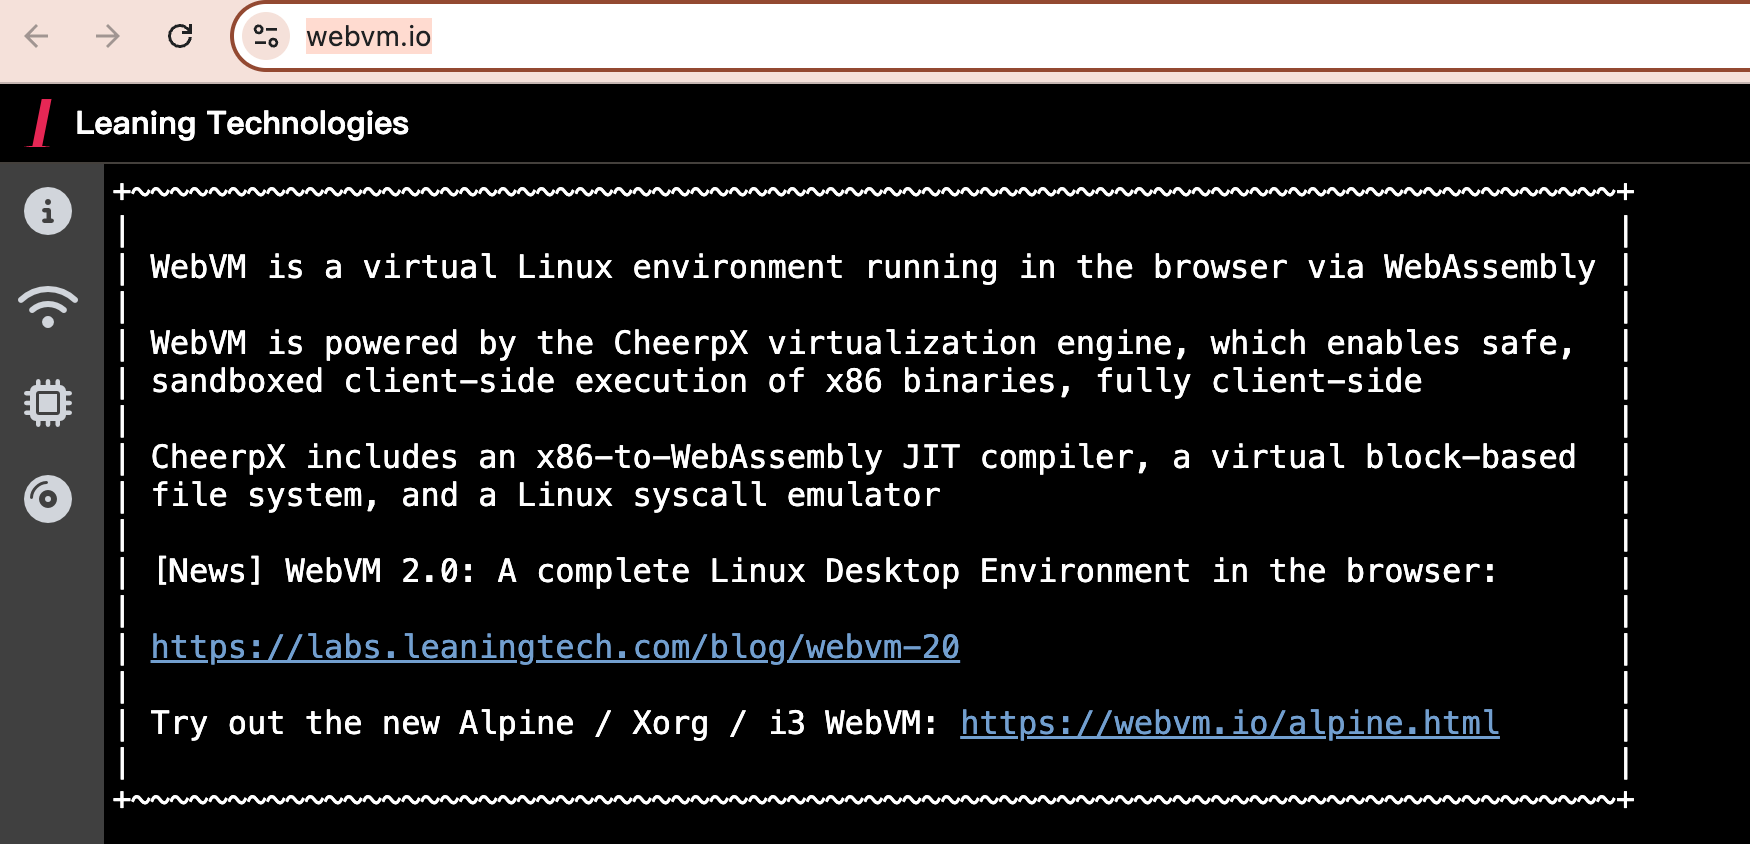 webvm.io
Leaning Technologies
WebVM is a virtual Linux environment running in the browser via WebAssembly
WebVM is powered by the CheerpX virtualization engine, which enables safe,
sandboxed client-side execution of x86 binaries, fully client-side
CheerpX includes an x86-to-WebAssembly JIT compiler, a virtual block-based
file system, and a Linux syscall emulator
[News] WebVM 2.0: A complete Linux Desktop Environment in the browser:
https://labs.leaningtech.com/blog/webvm-20
Try out the new Alpine / Xorg / i3 WebVM: https://webvm.io/alpine.html